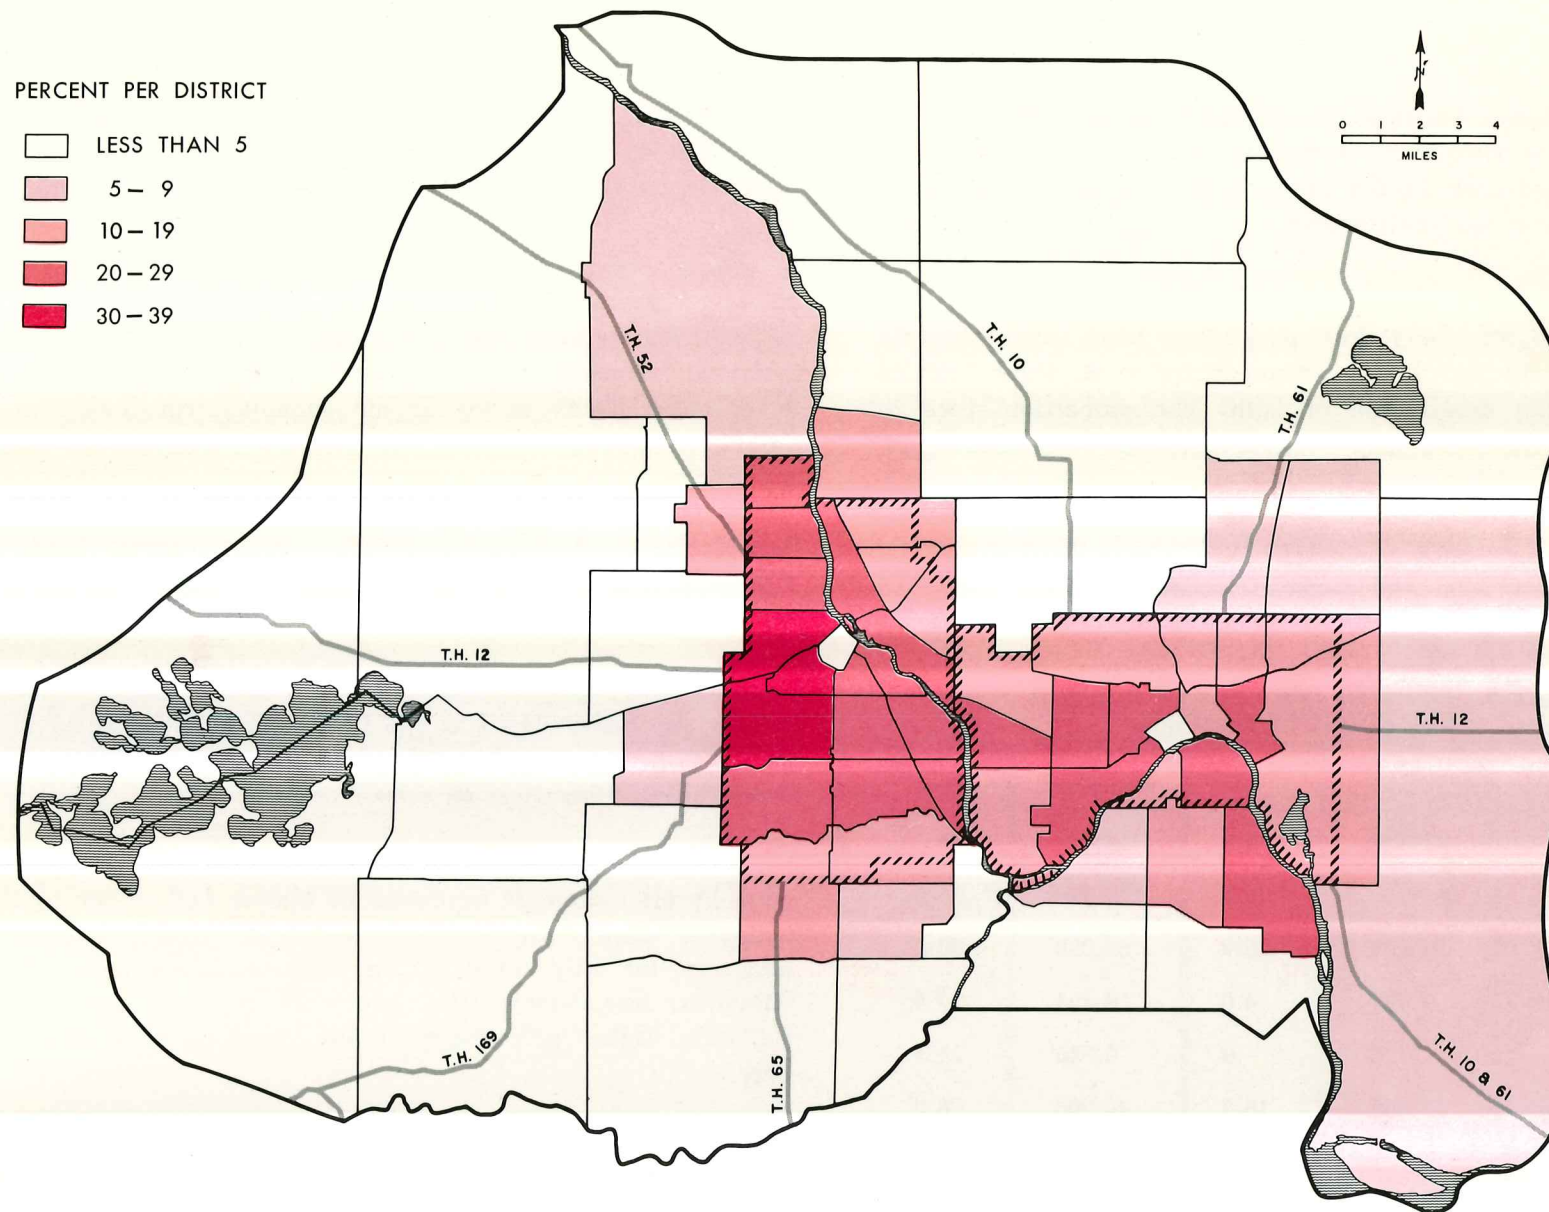 PERCENT PER DISTRICT
LESS THAN 5
5 – 9
10 – 19
20 – 29
30 – 39
N
0 1 2 3 4
MILES
T.H. 52
T.H. 10
T.H. 61
T.H. 12
T.H. 12
T.H. 169
T.H. 65
T.H. 10 & 61